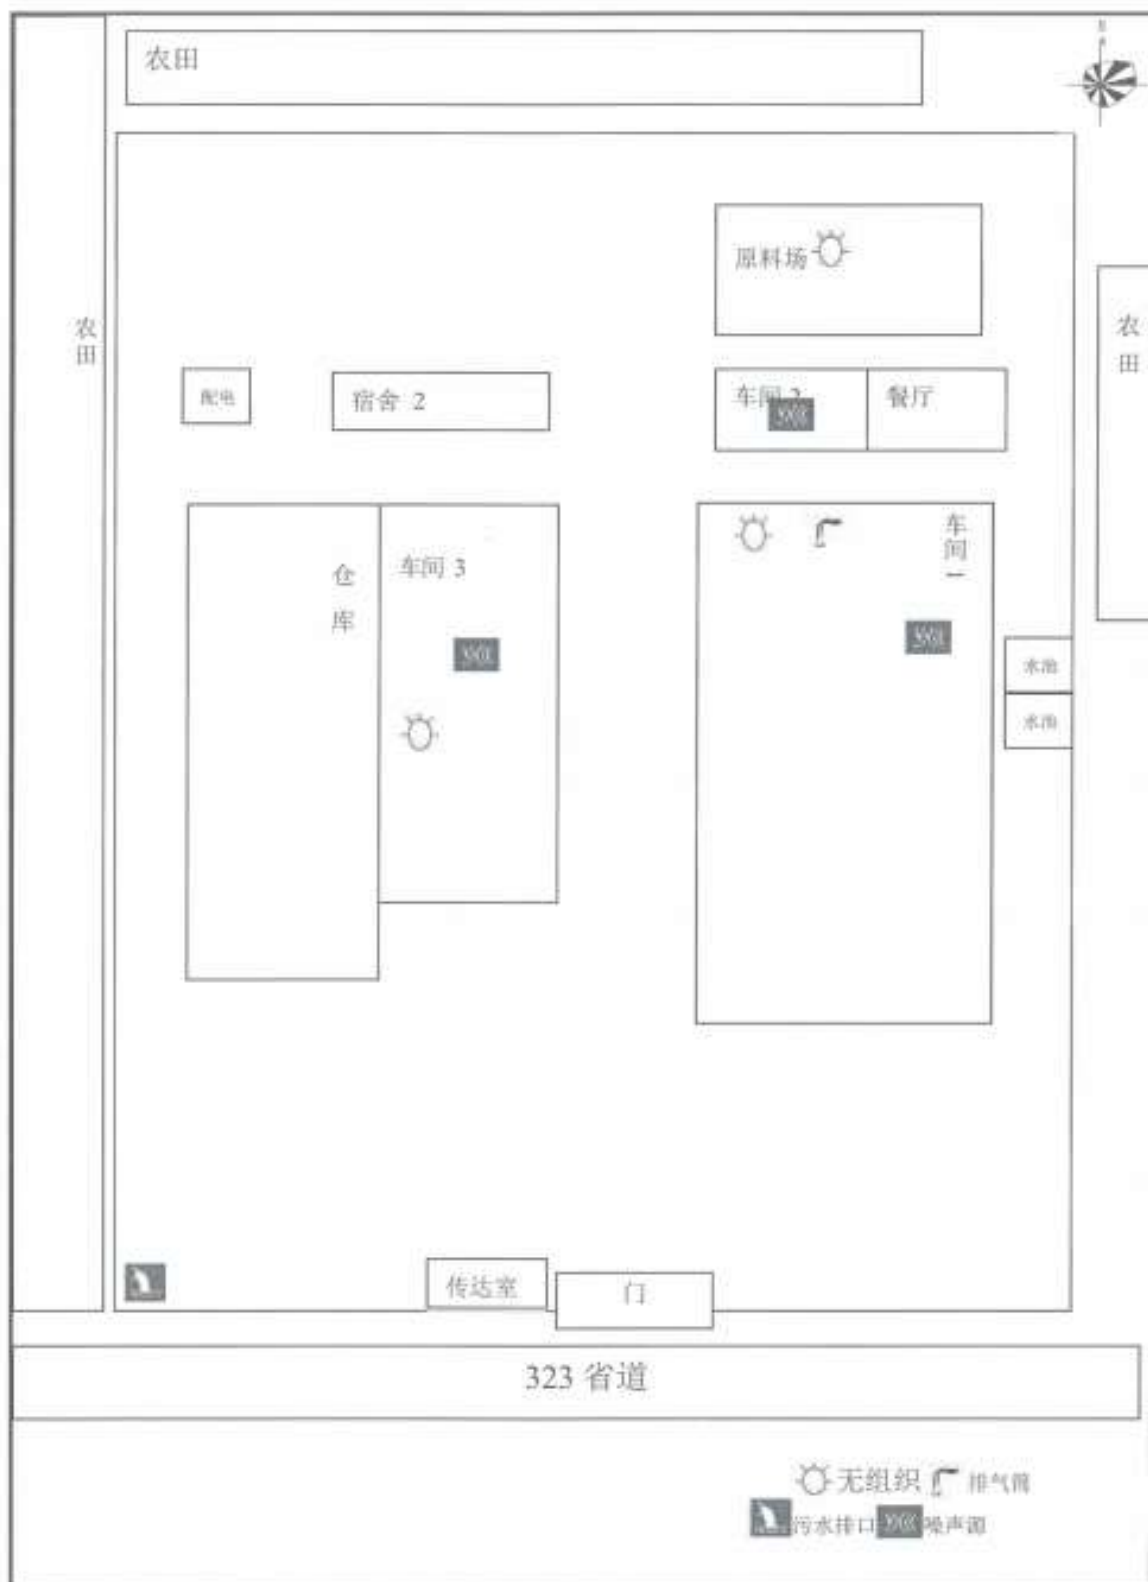 农田
原料场
农田
农田
配电
宿舍 2
车间 2
餐厅
仓库
车间 3
车间1
水池
水池
传达室
门
323 省道
无组织
排气筒
污水排口
噪声源